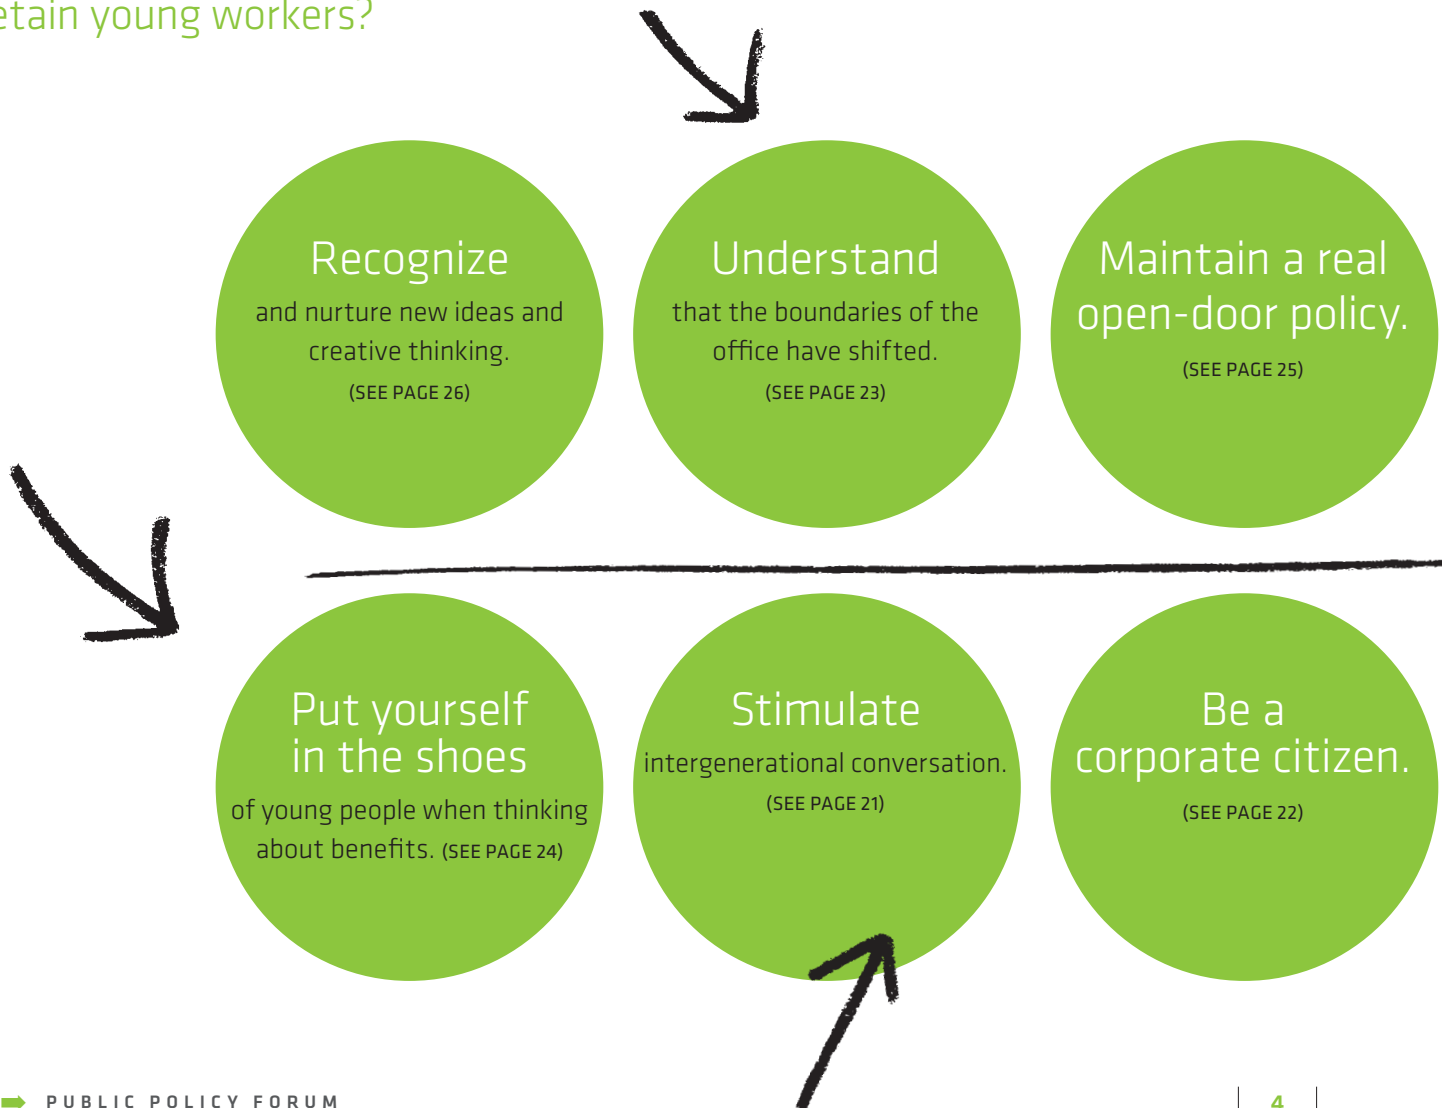 etain young workers?
Recognize
and nurture new ideas and
creative thinking.
(SEE PAGE 26)
Understand
that the boundaries of the
office have shifted.
(SEE PAGE 23)
Maintain a real
open-door policy.
(SEE PAGE 25)
Put yourself
in the shoes
of young people when thinking
about benefits. (SEE PAGE 24)
Stimulate
intergenerational conversation.
(SEE PAGE 21)
Be a
corporate citizen.
(SEE PAGE 22)
PUBLIC POLICY FORUM
4